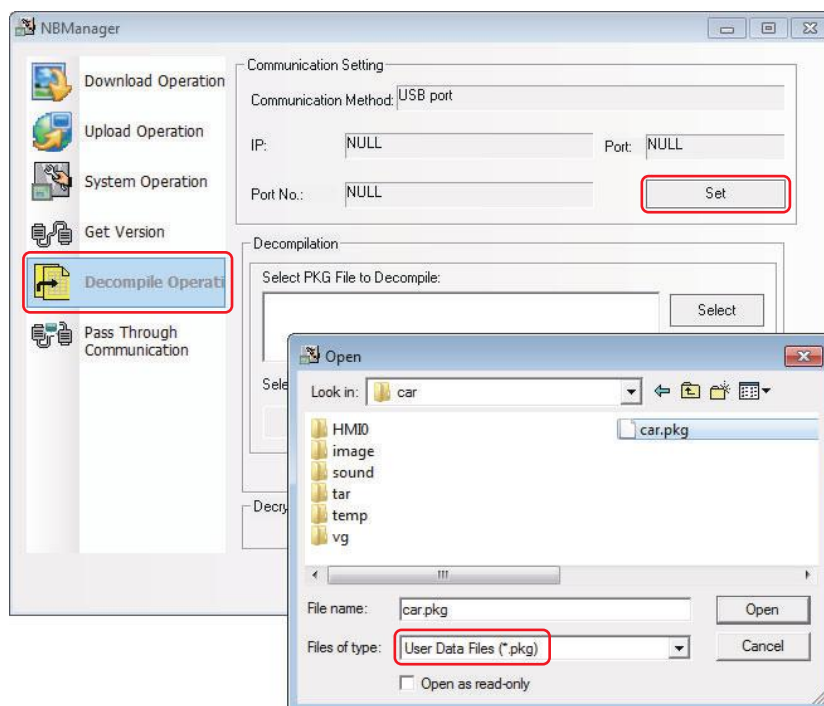 NBManager
Download Operation
Upload Operation
System Operation
Get Version
Decompile Operati
Pass Through
Communication
Communication Setting
Communication Method: USB port
IP: NULL Port: NULL
Port No.: NULL Set
Decompilation
Select PKG File to Decompile:
Select
Sele
Decry
Open
Look in: car
HMI0
image
sound
tar
temp
vg
car.pkg
File name: car.pkg Open
Files of type: User Data Files (*.pkg) Cancel
Open as read-only